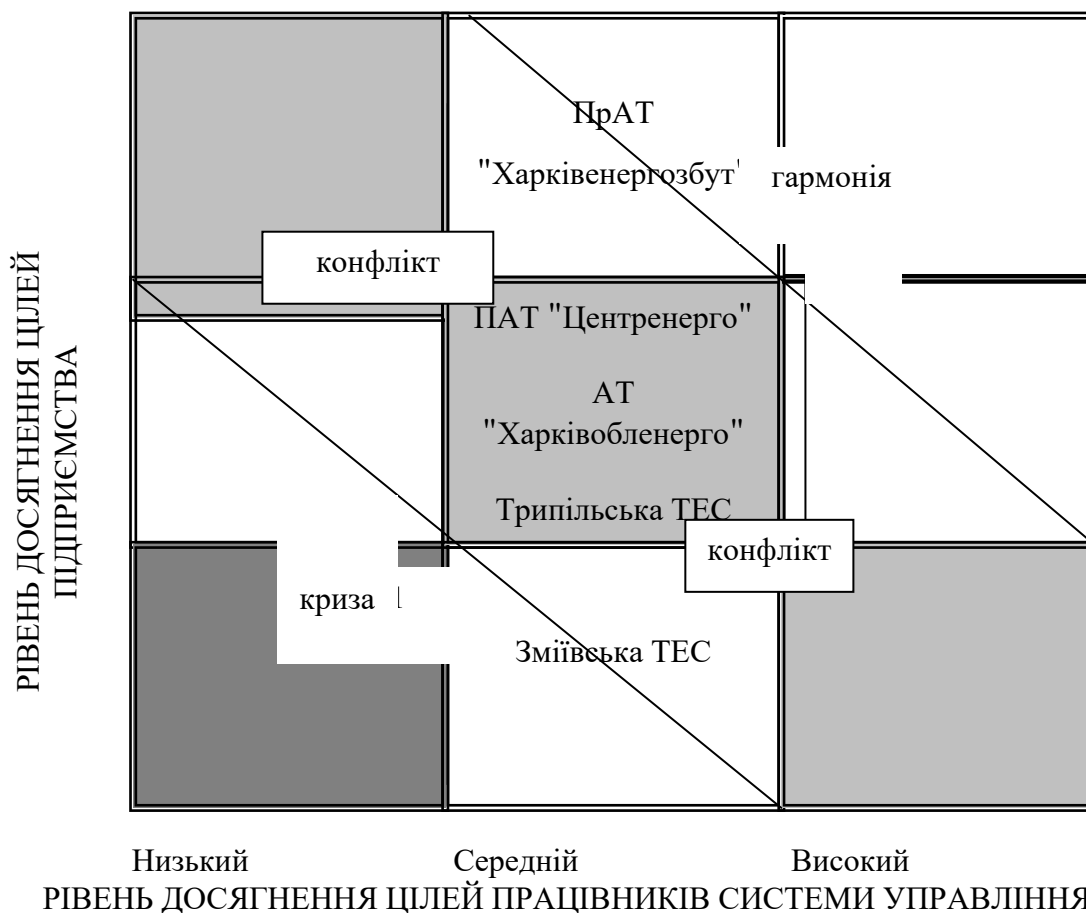 РІВЕНЬ ДОСЯГНЕННЯ ЦІЛЕЙ
ПІДПРИЄМСТВА
ПрАТ
"Харківенергозбут"
гармонія
конфлікт
ПАТ "Центренерго"
АТ
"Харківобленерго"
Трипільська ТЕС
конфлікт
криза
Зміївська ТЕС
Низький Середній Високий
РІВЕНЬ ДОСЯГНЕННЯ ЦІЛЕЙ ПРАЦІВНИКІВ СИСТЕМИ УПРАВЛІННЯ